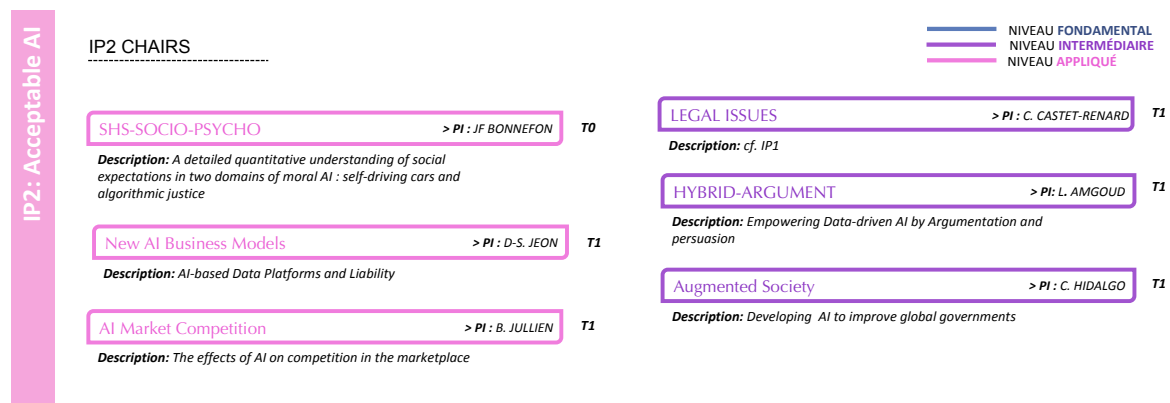 IP2: Acceptable AI
IP2 CHAIRS
NIVEAU FONDAMENTAL
NIVEAU INTERMÉDIAIRE
NIVEAU APPLIQUÉ
SHS-SOCIO-PSYCHO > PI : JF BONNEFON T0
Description: A detailed quantitative understanding of social
expectations in two domains of moral AI : self-driving cars and
algorithmic justice
New AI Business Models > PI : D-S. JEON T1
Description: AI-based Data Platforms and Liability
AI Market Competition > PI : B. JULLIEN T1
Description: The effects of AI on competition in the marketplace
LEGAL ISSUES > PI : C. CASTET-RENARD T1
Description: cf. IP1
HYBRID-ARGUMENT > PI: L. AMGOUD T1
Description: Empowering Data-driven AI by Argumentation and
persuasion
Augmented Society > PI : C. HIDALGO T1
Description: Developing AI to improve global governments